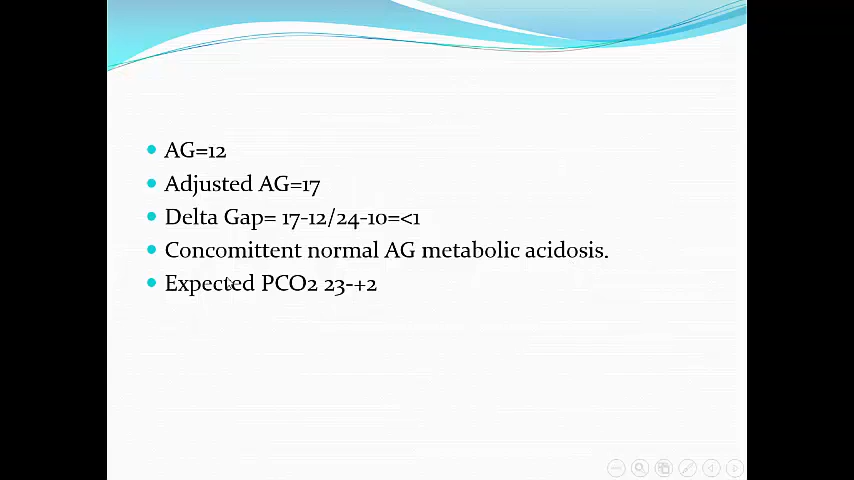 AG=12
Adjusted AG=17
Delta Gap= 17-12/24-10=<1
Concomittent normal AG metabolic acidosis.
Expected PCO2 23-+2